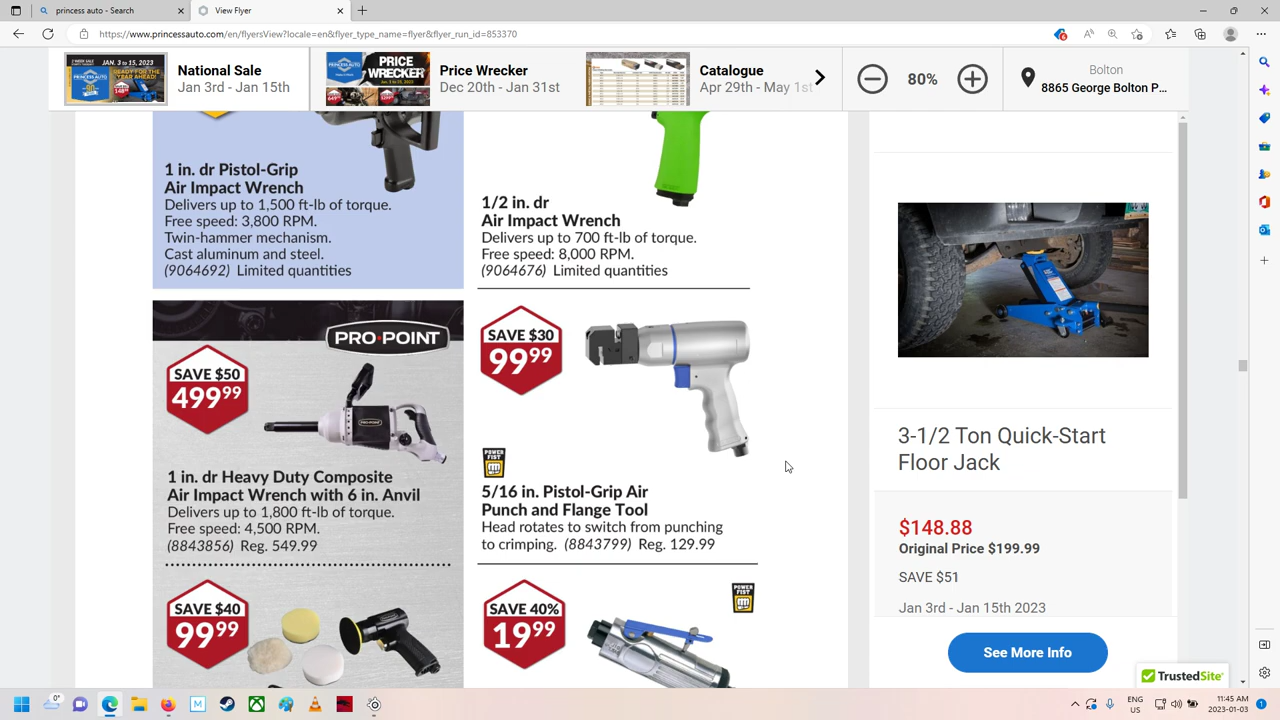 princess auto - Search
View Flyer
https://www.princessauto.com/en/flyersView?locale=en&flyer_type_name=flyer&flyer_run_id=853370
National Sale
Jan 3rd - Jan 15th
Price Wrecker
Dec 20th - Jan 31st
Catalogue
Apr 29th - May
80%
Bolton
8865 George Bolton P...
1 in. dr Pistol-Grip
Air Impact Wrench
Delivers up to 1,500 ft-lb of torque.
Free speed: 3,800 RPM.
Twin-hammer mechanism.
Cast aluminum and steel.
(9064692) Limited quantities
1/2 in. dr
Air Impact Wrench
Delivers up to 700 ft-lb of torque.
Free speed: 8,000 RPM.
(9064676) Limited quantities
PRO·POINT
SAVE $50
499 99
1 in. dr Heavy Duty Composite
Air Impact Wrench with 6 in. Anvil
Delivers up to 1,800 ft-lb of torque.
Free speed: 4,500 RPM.
(8843856) Reg. 549.99
SAVE $30
99 99
POWER
FIST
5/16 in. Pistol-Grip Air
Punch and Flange Tool
Head rotates to switch from punching
to crimping. (8843799) Reg. 129.99
SAVE $40
99 99
SAVE 40%
19 99
POWER
FIST
3-1/2 Ton Quick-Start
Floor Jack
$148.88
Original Price $199.99
SAVE $51
Jan 3rd - Jan 15th 2023
See More Info
TrustedSite
0°
ENG
US
11:45 AM
2023-01-03